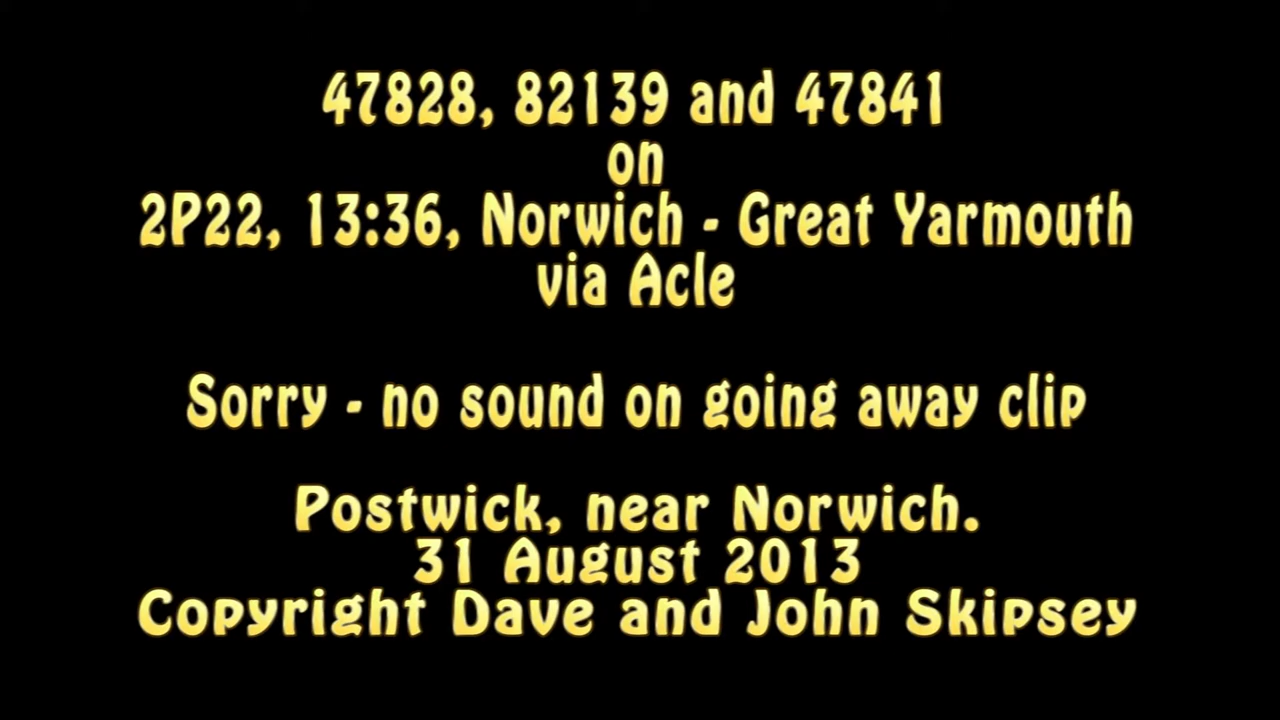 47828, 82139 and 47841
on
2P22, 13:36, Norwich - Great Yarmouth
via Acle
Sorry - no sound on going away clip
Postwick, near Norwich.
31 August 2013
Copyright Dave and John Skipsey